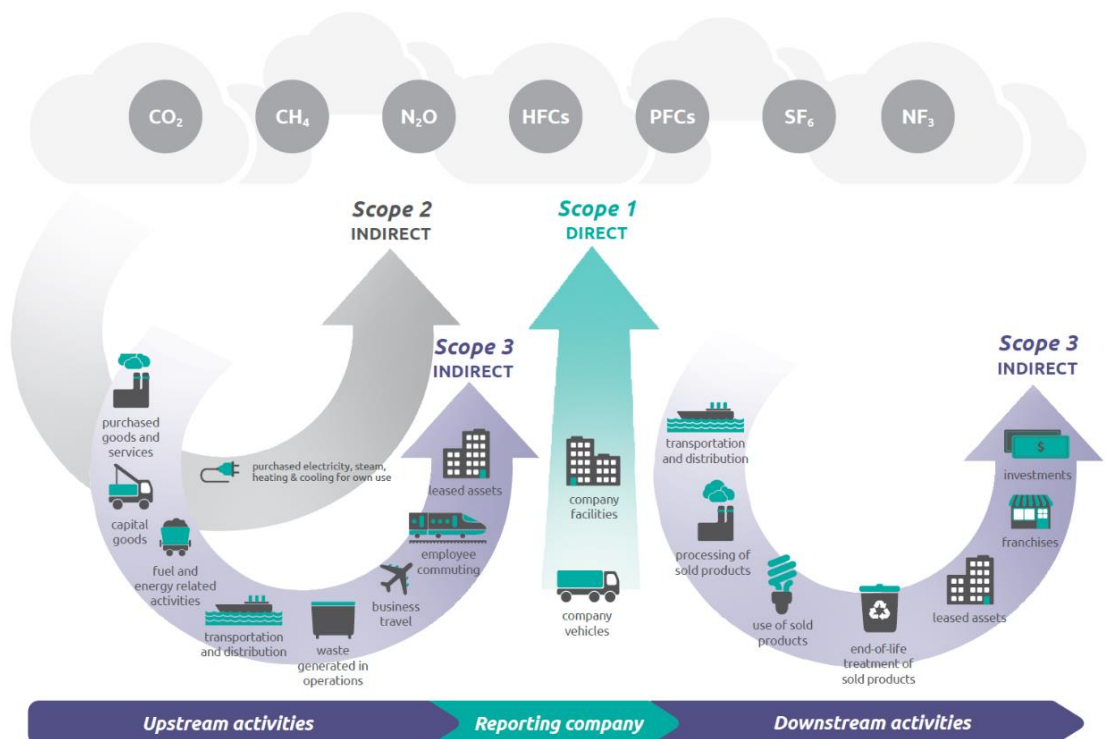 CO₂
CH₄
N₂O
HFCs
PFCs
SF₆
NF₃
Scope 2
INDIRECT
Scope 1
DIRECT
Scope 3
INDIRECT
Scope 3
INDIRECT
purchased
goods and
services
capital
goods
fuel and
energy related
activities
transportation
and distribution
waste
generated in
operations
business
travel
employee
commuting
leased assets
purchased electricity, steam,
heating & cooling for own use
company
facilities
company
vehicles
transportation
and distribution
processing of
sold products
use of sold
products
end-of-life
treatment of
sold products
leased assets
franchises
$
investments
Upstream activities
Reporting company
Downstream activities